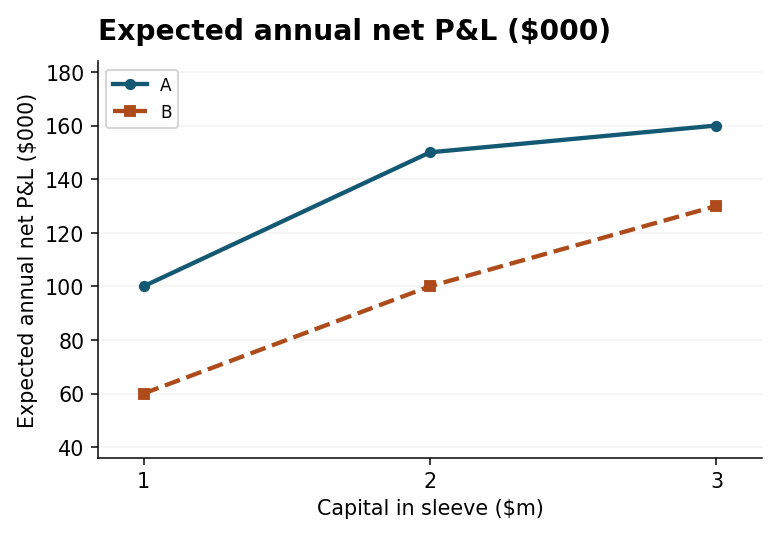 Expected annual net P&L ($000)
A
B
Expected annual net P&L ($000)
180
160
140
120
100
80
60
40
1
2
3
Capital in sleeve ($m)